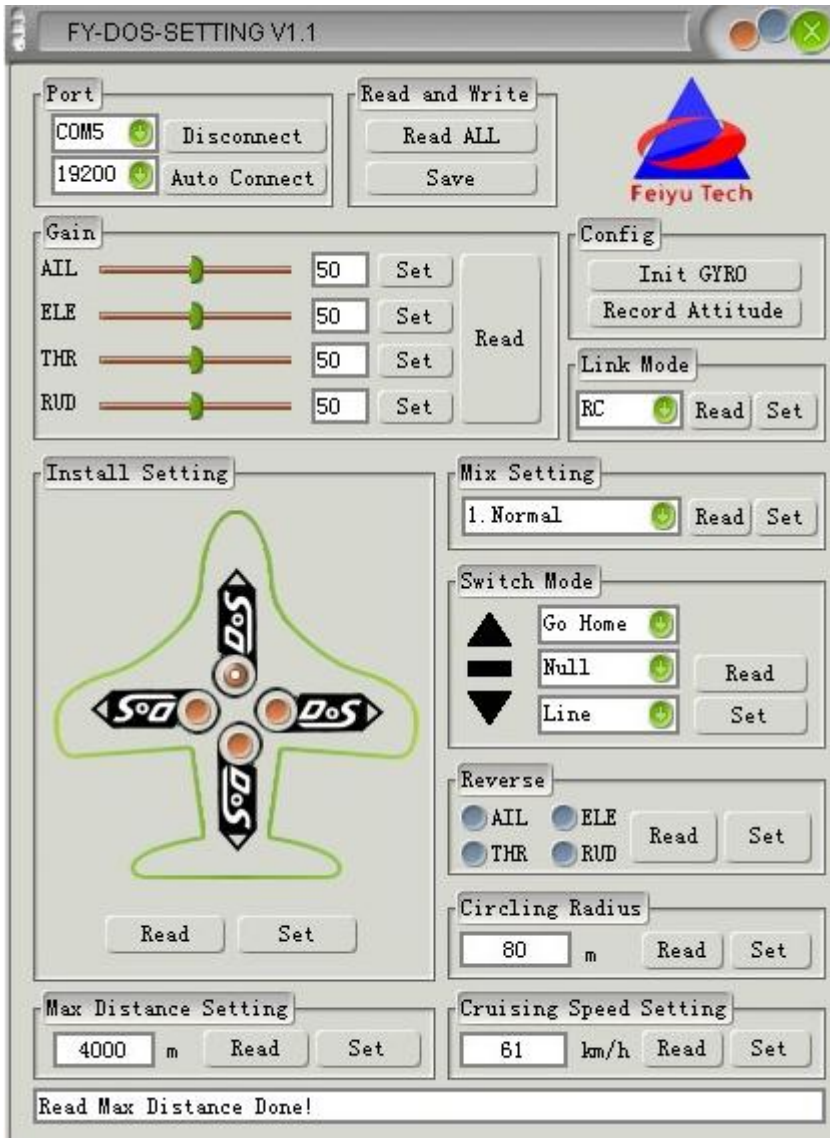 FY-DOS-SETTING V1.1
Port
COM5 Disconnect
19200 Auto Connect
Read and Write
Read ALL
Save
Feiyu Tech
Gain
AIL 50 Set
ELE 50 Set
THR 50 Set
RUD 50 Set
Read
Config
Init GYRO
Record Attitude
Link Mode
RC Read Set
Install Setting
DoS
DoS
DoS
DoS
Read Set
Mix Setting
1.Normal Read Set
Switch Mode
Go Home
Null Read
Line Set
Reverse
AIL ELE
THR RUD
Read Set
Circling Radius
80 m Read Set
Max Distance Setting
4000 m Read Set
Cruising Speed Setting
61 km/h Read Set
Read Max Distance Done!